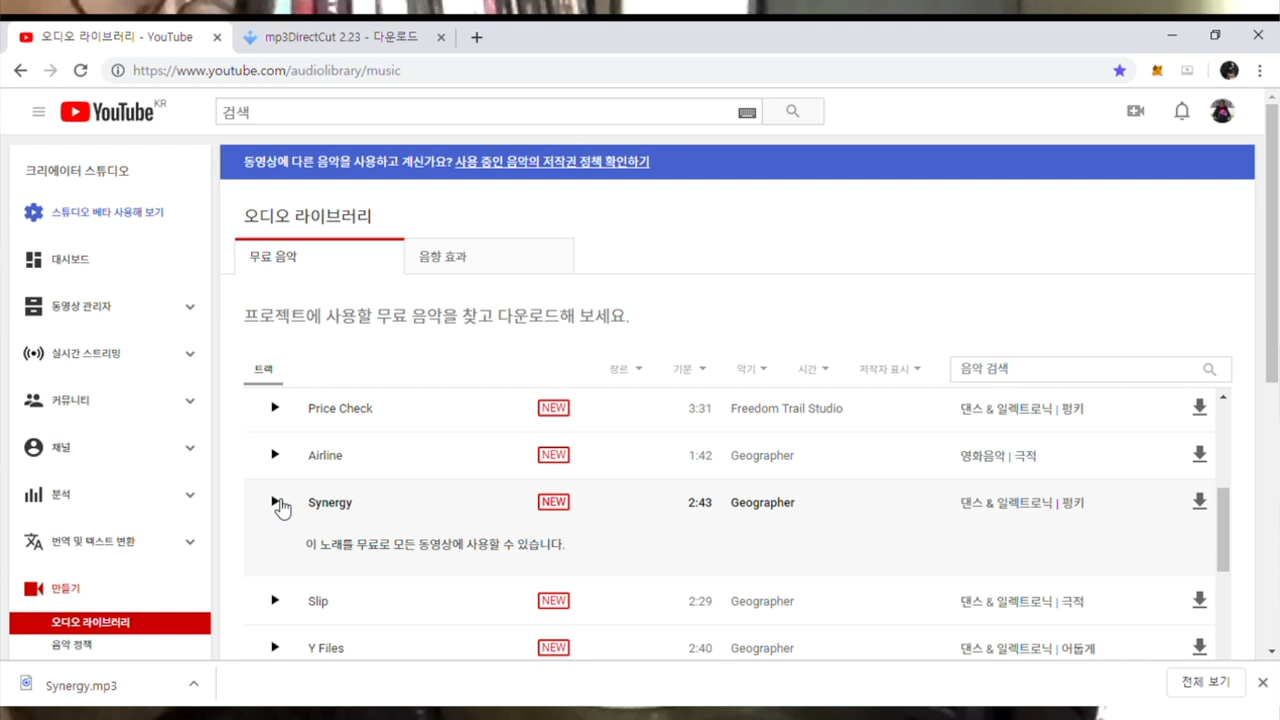 오디오 라이브러리 - YouTube
mp3DirectCut 2.23 - 다운로드
https://www.youtube.com/audiolibrary/music
YouTube KR
검색
크리에이터 스튜디오
스튜디오 베타 사용해 보기
대시보드
동영상 관리자
실시간 스트리밍
커뮤니티
채널
분석
번역 및 텍스트 변환
만들기
오디오 라이브러리
음악 정책
동영상에 다른 음악을 사용하고 계신가요? 사용 중인 음악의 저작권 정책 확인하기
오디오 라이브러리
무료 음악 음향 효과
프로젝트에 사용할 무료 음악을 찾고 다운로드해 보세요.
트랙 장르 기분 악기 시간 저작자 표시 음악 검색
Price Check NEW 3:31 Freedom Trail Studio 댄스 & 일렉트로닉 | 펑키
Airline NEW 1:42 Geographer 영화음악 | 극적
Synergy NEW 2:43 Geographer 댄스 & 일렉트로닉 | 펑키
이 노래를 무료로 모든 동영상에 사용할 수 있습니다.
Slip NEW 2:29 Geographer 댄스 & 일렉트로닉 | 극적
Y Files NEW 2:40 Geographer 댄스 & 일렉트로닉 | 어둡게
Synergy.mp3
전체 보기